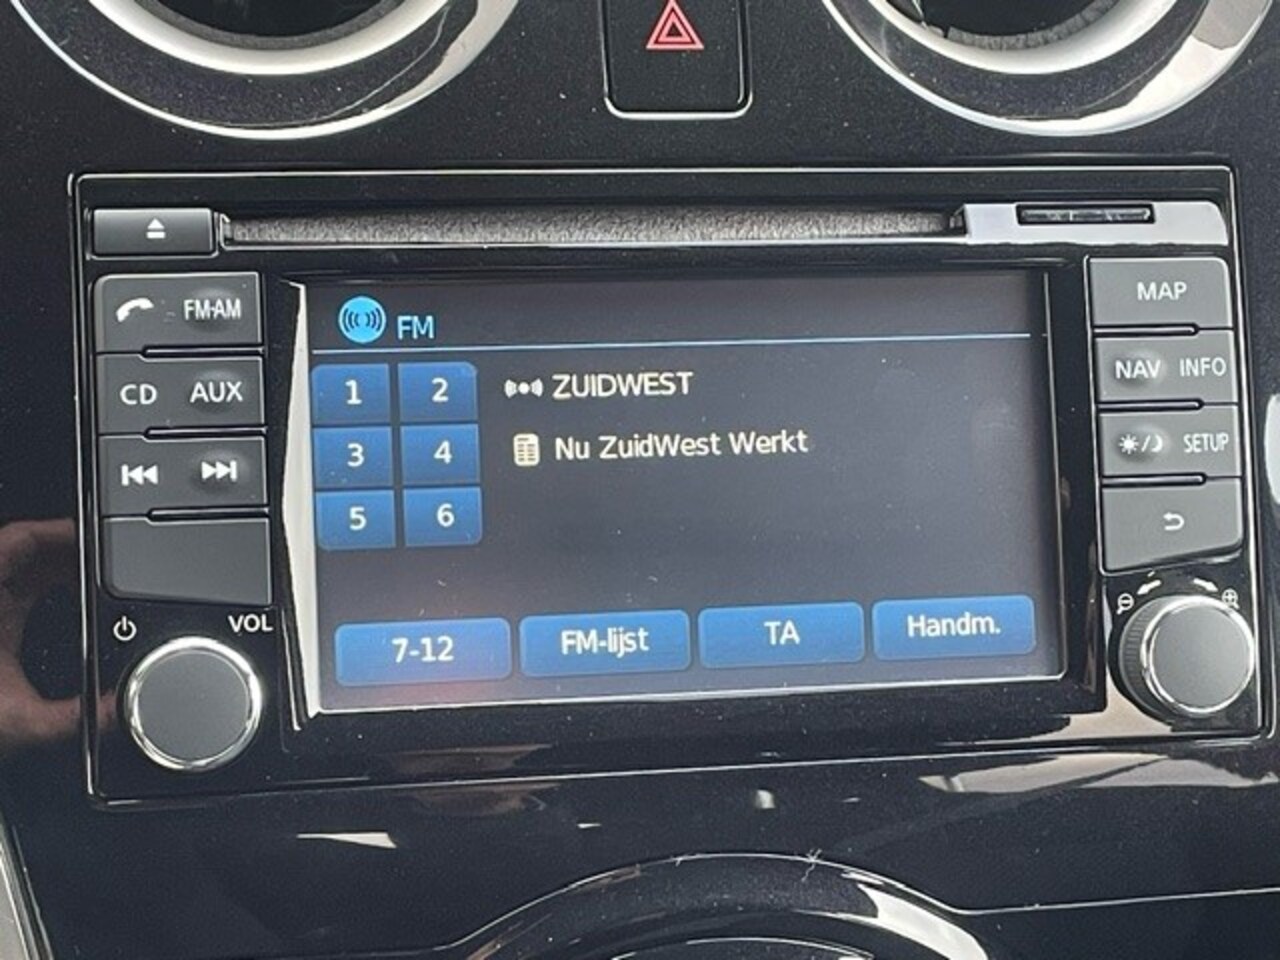 FM
FM·AM
CD AUX
VOL
1 2
3 4
5 6
ZUIDWEST
Nu ZuidWest Werkt
7-12 FM-lijst TA Handm.
MAP
NAV INFO
SETUP